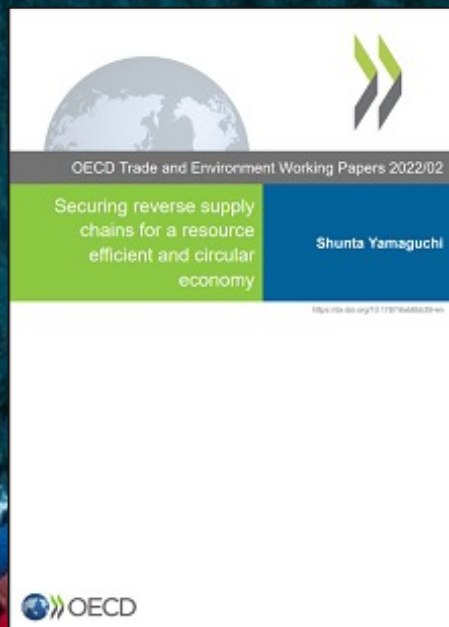 OECD Trade and Environment Working Papers 2022/02
Securing reverse supply
chains for a resource
efficient and circular
economy
Shunta Yamaguchi
OECD